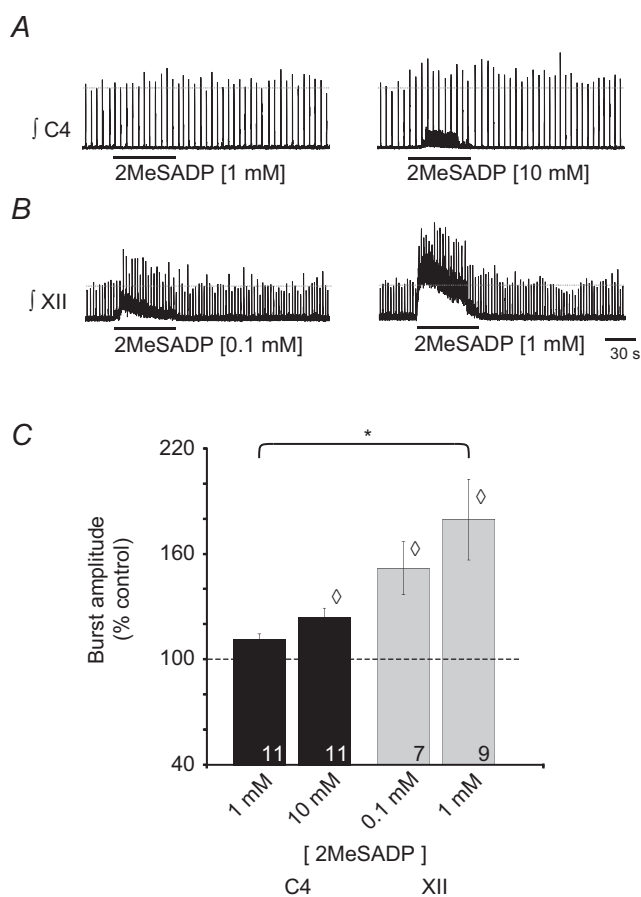 A
∫ C4
2MeSADP [1 mM]
2MeSADP [10 mM]
B
∫ XII
2MeSADP [0.1 mM]
2MeSADP [1 mM]
30 s
C
Burst amplitude
(% control)
220
160
100
40
*
◊
◊
◊
11
11
7
9
1 mM
10 mM
0.1 mM
1 mM
[ 2MeSADP ]
C4
XII